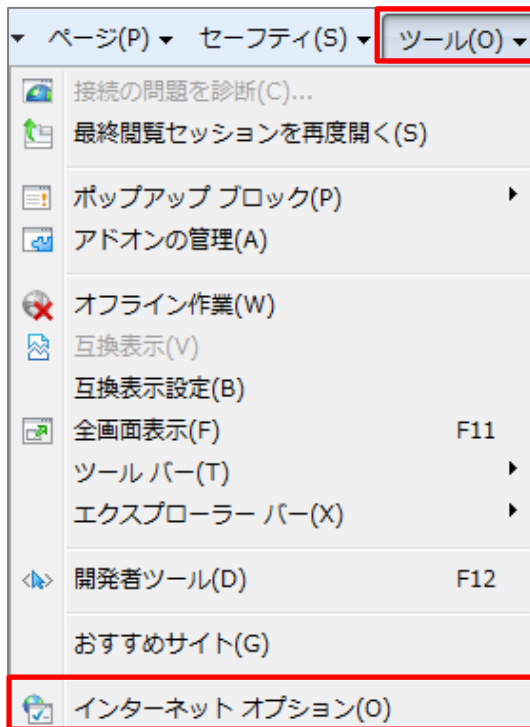 ページ(P) セーフティ(S) ツール(O)
接続の問題を診断(C)...
最終閲覧セッションを再度開く(S)
ポップアップ ブロック(P)
アドオンの管理(A)
オフライン作業(W)
互換表示(V)
互換表示設定(B)
全画面表示(F) F11
ツール バー(T)
エクスプローラー バー(X)
開発者ツール(D) F12
おすすめサイト(G)
インターネット オプション(O)